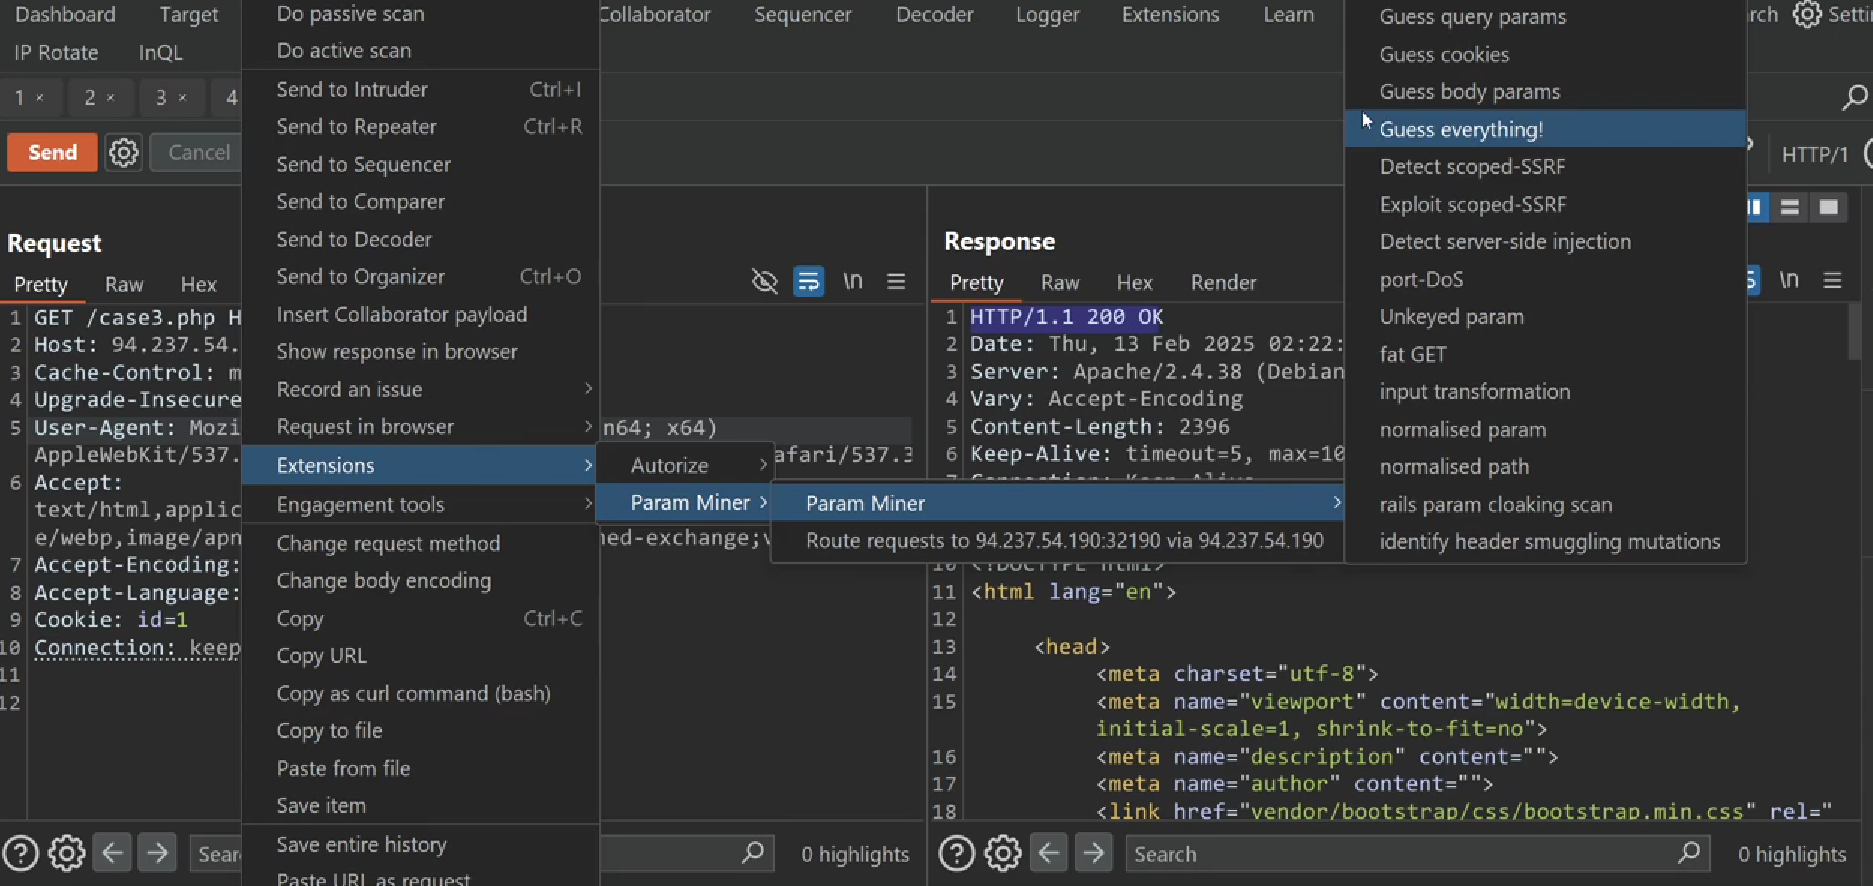 Dashboard Target Collaborator Sequencer Decoder Logger Extensions Learn
IP Rotate InQL
1 × 2 × 3 × 4
Send Cancel HTTP/1
Request
Pretty Raw Hex \n
1 GET /case3.php H
2 Host: 94.237.54.
3 Cache-Control: m
4 Upgrade-Insecure
5 User-Agent: Mozi n64; x64)
AppleWebKit/537. afari/537.3
6 Accept:
text/html,applic
e/webp,image/apn ned-exchange;v
7 Accept-Encoding:
8 Accept-Language:
9 Cookie: id=1
10 Connection: keep
11
12
Do passive scan
Do active scan
Send to Intruder Ctrl+I
Send to Repeater Ctrl+R
Send to Sequencer
Send to Comparer
Send to Decoder
Send to Organizer Ctrl+O
Insert Collaborator payload
Show response in browser
Record an issue
Request in browser
Extensions
Engagement tools
Change request method
Change body encoding
Copy Ctrl+C
Copy URL
Copy as curl command (bash)
Copy to file
Paste from file
Save item
Save entire history
Paste URL as request
Autorize
Param Miner
Param Miner
Route requests to 94.237.54.190:32190 via 94.237.54.190
Guess query params
Guess cookies
Guess body params
Guess everything!
Detect scoped-SSRF
Exploit scoped-SSRF
Detect server-side injection
port-DoS
Unkeyed param
fat GET
input transformation
normalised param
normalised path
rails param cloaking scan
identify header smuggling mutations
Response
Pretty Raw Hex Render \n
1 HTTP/1.1 200 OK
2 Date: Thu, 13 Feb 2025 02:22:
3 Server: Apache/2.4.38 (Debian
4 Vary: Accept-Encoding
5 Content-Length: 2396
6 Keep-Alive: timeout=5, max=10
10 <!DOCTYPE html>
11 <html lang="en">
12
13 <head>
14 <meta charset="utf-8">
15 <meta name="viewport" content="width=device-width,
initial-scale=1, shrink-to-fit=no">
16 <meta name="description" content="">
17 <meta name="author" content="">
18 <link href="vendor/bootstrap/css/bootstrap.min.css" rel="
0 highlights
Search 0 highlights